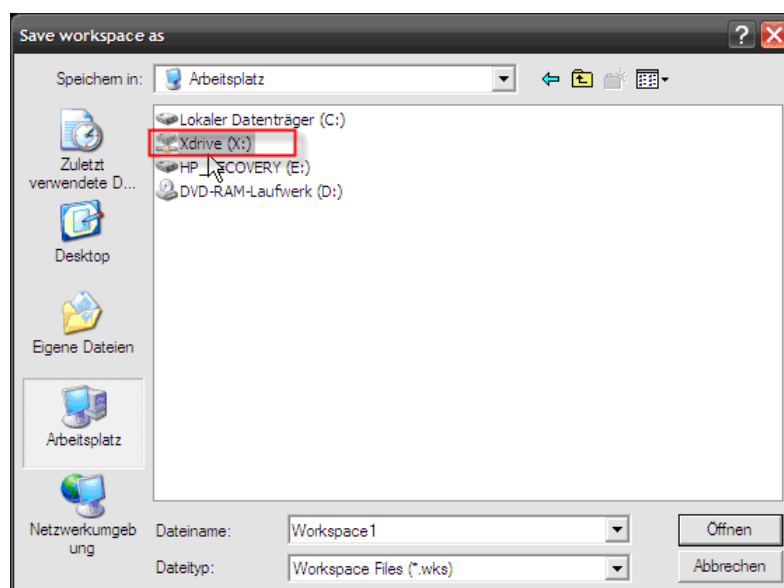 Save workspace as
Speichern in: Arbeitsplatz
Lokaler Datenträger (C:)
Xdrive (X:)
HP_RECOVERY (E:)
DVD-RAM-Laufwerk (D:)
Zuletzt
verwendete D...
Desktop
Eigene Dateien
Arbeitsplatz
Netzwerkumgeb
ung
Dateiname: Workspace1 Öffnen
Dateityp: Workspace Files (*.wks) Abbrechen